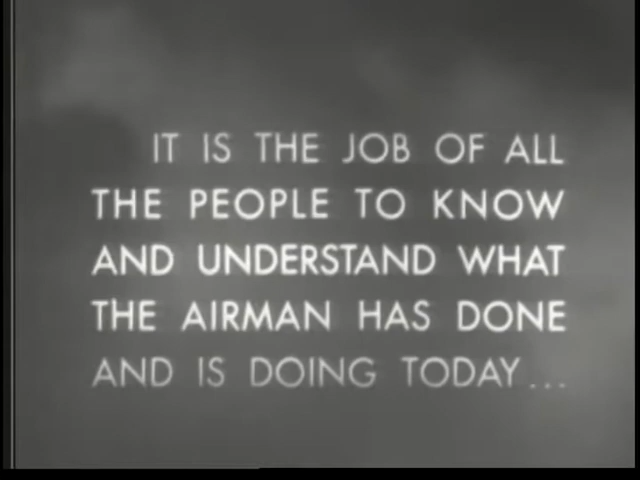 IT IS THE JOB OF ALL
THE PEOPLE TO KNOW
AND UNDERSTAND WHAT
THE AIRMAN HAS DONE
AND IS DOING TODAY...